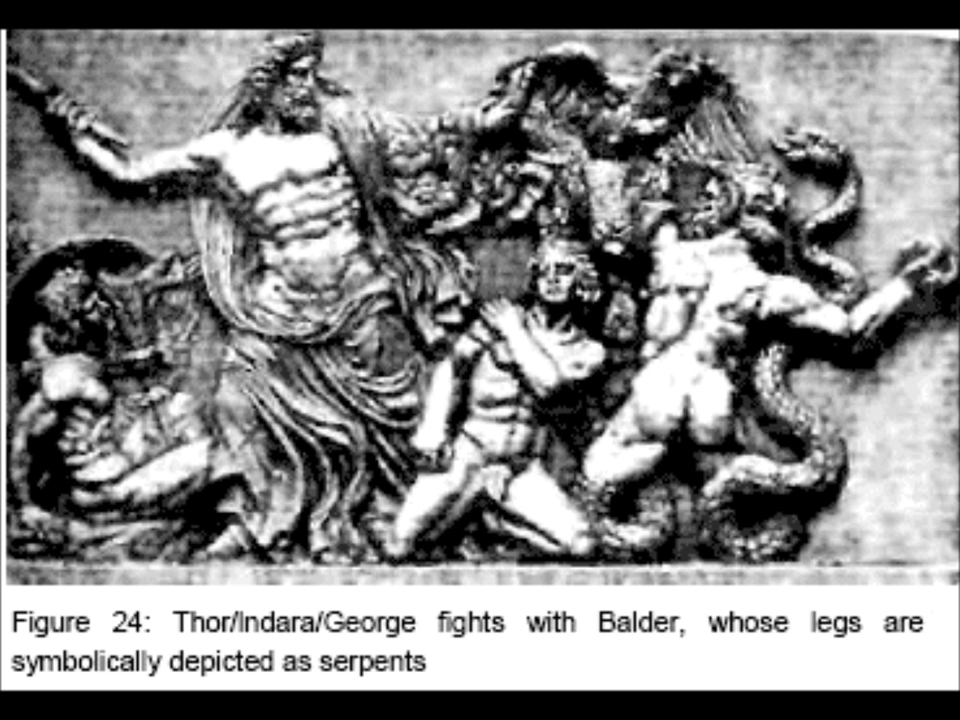 Figure 24: Thor/Indara/George fights with Balder, whose legs are
symbolically depicted as serpents